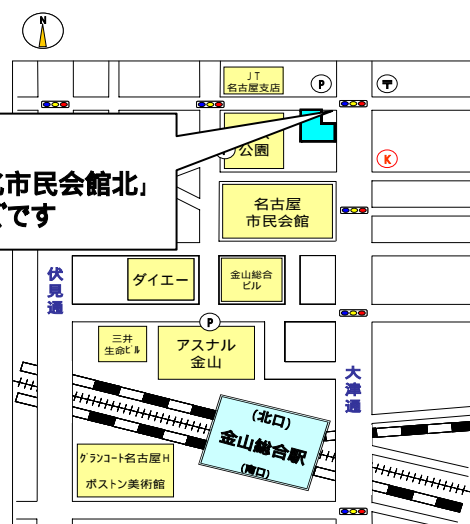 N
JT
名古屋支店
P
〒
公園
K
市民会館北」
です
名古屋
市民会館
伏見通
ダイエー
金山総合
ビル
P
三井
生命ビル
アスナル
金山
大津通
(北口)
金山総合駅
(南口)
グランコート名古屋H
ボストン美術館